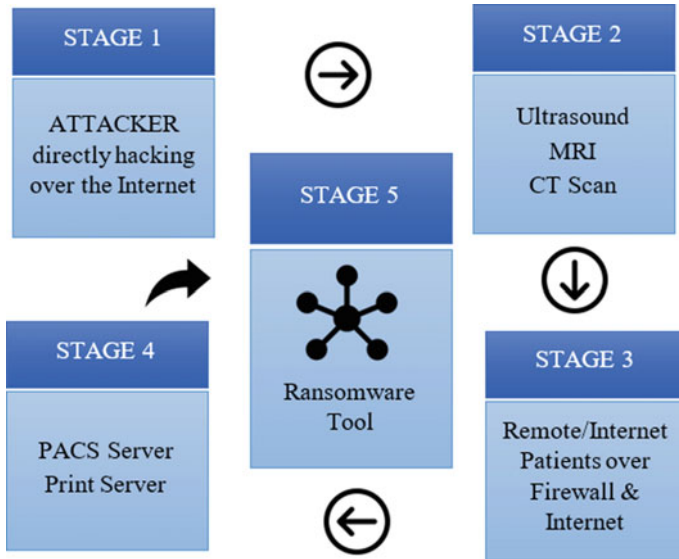 STAGE 1
ATTACKER
directly hacking
over the Internet
STAGE 2
Ultrasound
MRI
CT Scan
STAGE 3
Remote/Internet
Patients over
Firewall &
Internet
STAGE 4
PACS Server
Print Server
STAGE 5
Ransomware
Tool